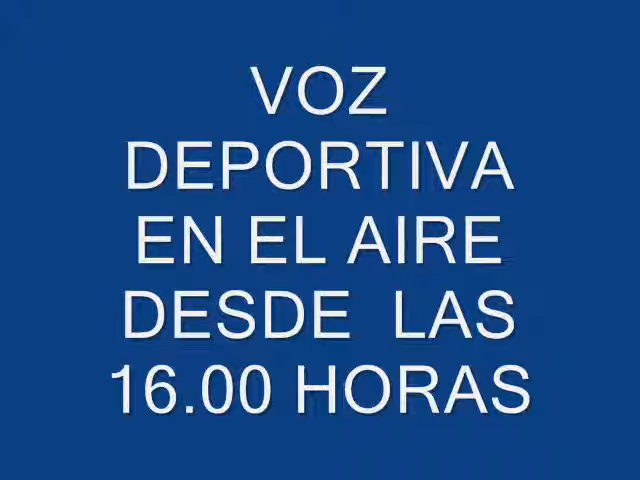 VOZ
DEPORTIVA
EN EL AIRE
DESDE  LAS
16.00 HORAS